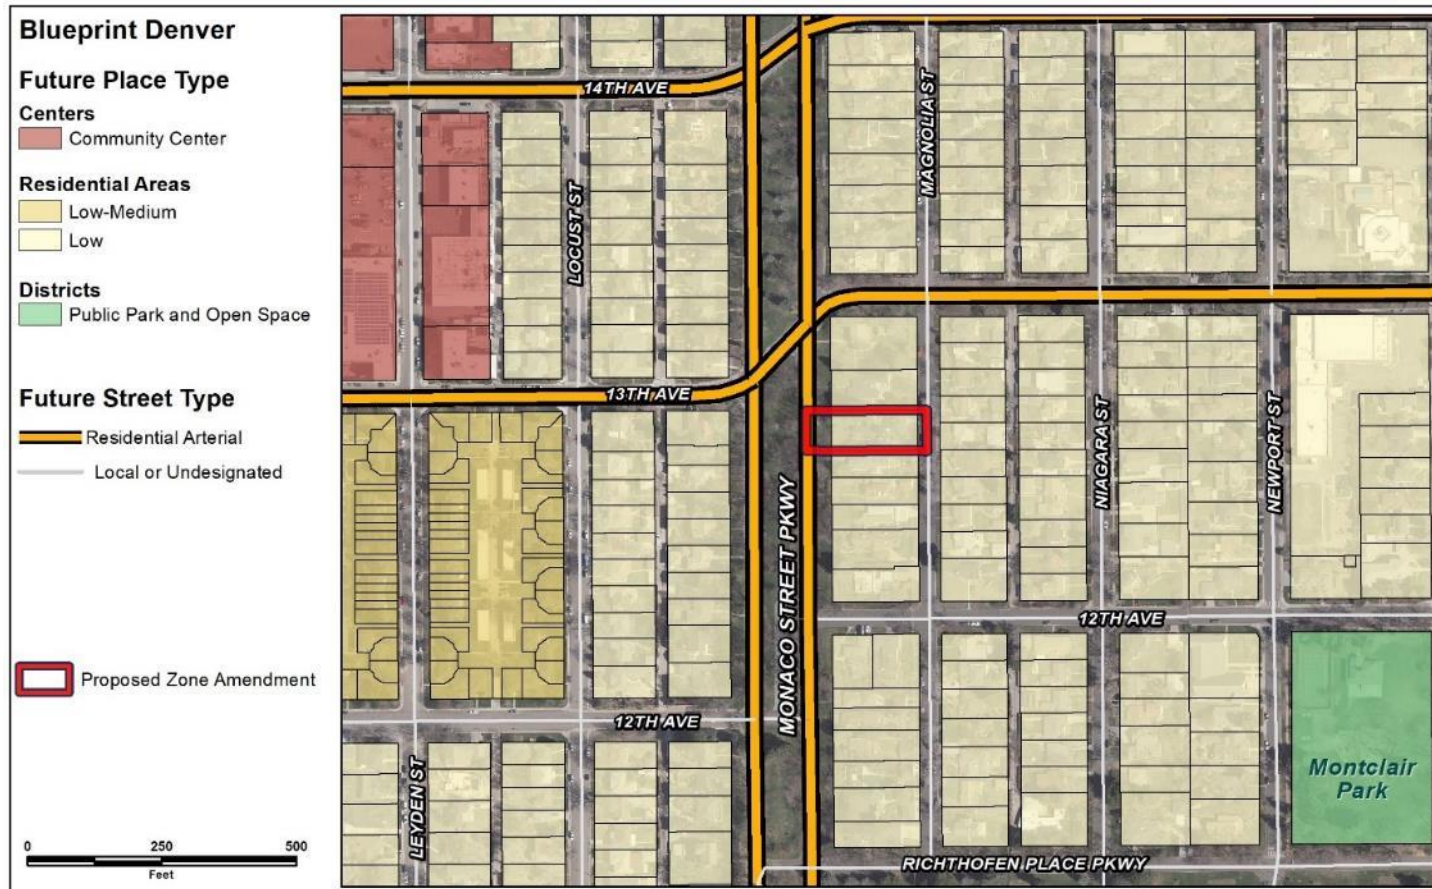 Blueprint Denver
Future Place Type
Centers
Community Center
Residential Areas
Low-Medium
Low
Districts
Public Park and Open Space
Future Street Type
Residential Arterial
Local or Undesignated
Proposed Zone Amendment
0 250 500
Feet
14TH AVE
MAGNOLIA ST
LOCUST ST
13TH AVE
NIAGARA ST
NEWPORT ST
MONACO STREET PKWY
12TH AVE
12TH AVE
LEYDEN ST
Montclair
Park
RICHTHOFEN PLACE PKWY